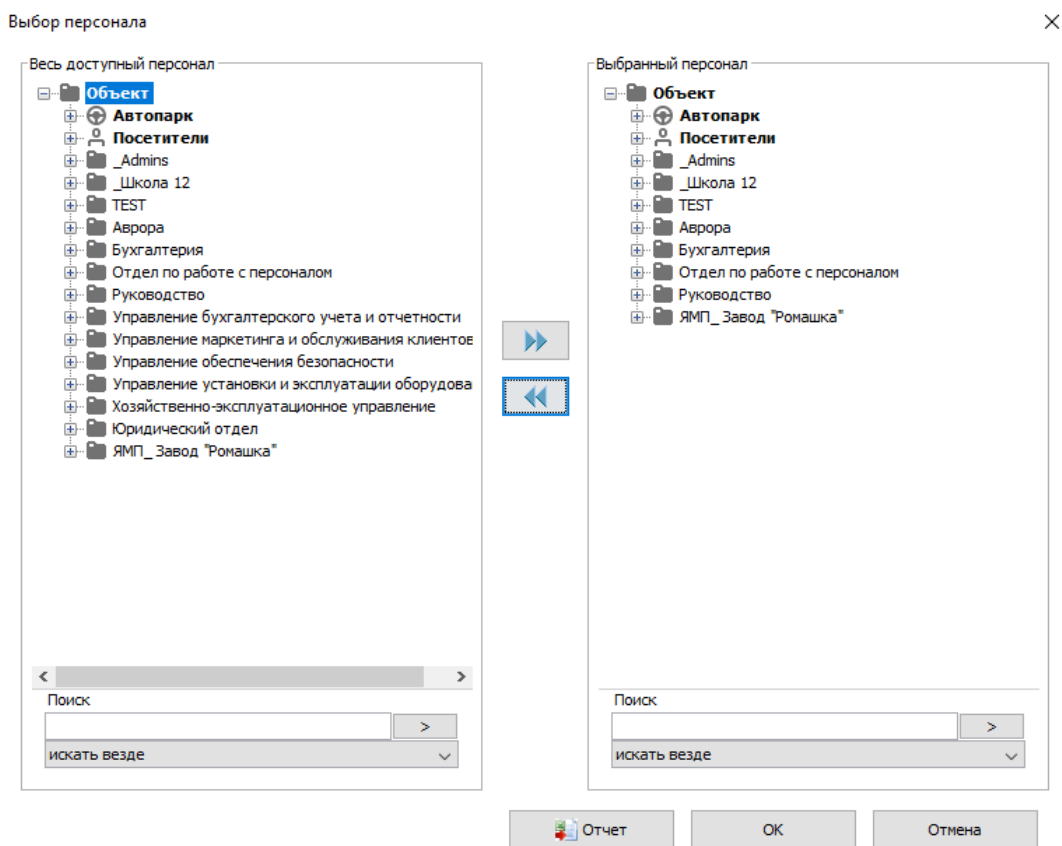 Выбор персонала
Весь доступный персонал
Объект
Автопарк
Посетители
_Admins
_Школа 12
TEST
Аврора
Бухгалтерия
Отдел по работе с персоналом
Руководство
Управление бухгалтерского учета и отчетности
Управление маркетинга и обслуживания клиентов
Управление обеспечения безопасности
Управление установки и эксплуатации оборудова
Хозяйственно-эксплуатационное управление
Юридический отдел
ЯМП_ Завод "Ромашка"
Поиск
>
искать везде
Выбранный персонал
Объект
Автопарк
Посетители
_Admins
_Школа 12
TEST
Аврора
Бухгалтерия
Отдел по работе с персоналом
Руководство
ЯМП_ Завод "Ромашка"
Поиск
>
искать везде
Отчет
ОК
Отмена